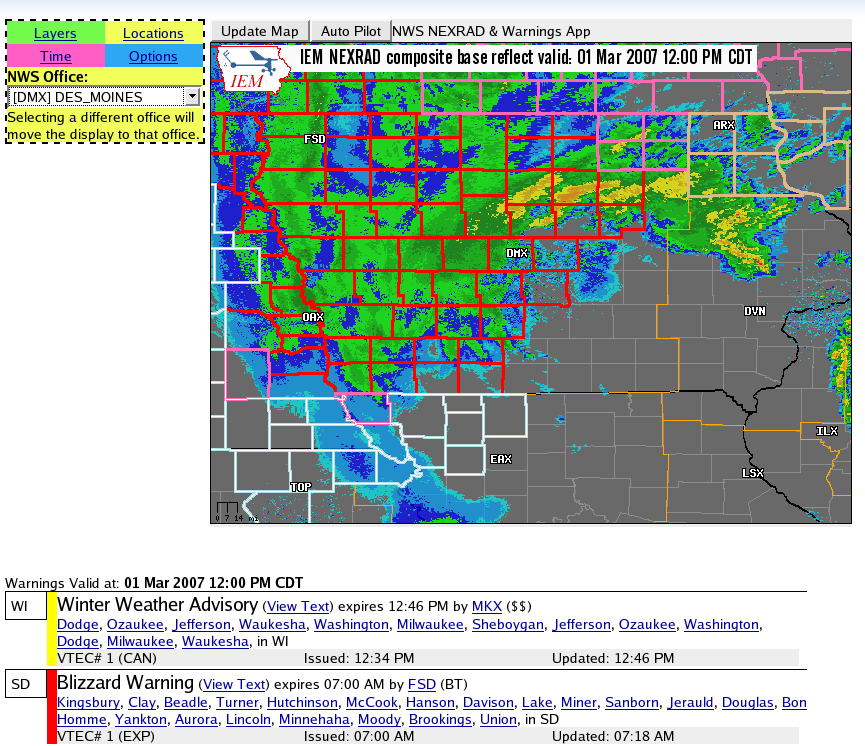 Layers Locations
Time Options
NWS Office:
[DMX] DES_MOINES
Selecting a different office will
move the display to that office.
Update Map Auto Pilot NWS NEXRAD & Warnings App
IEM
IEM NEXRAD composite base reflect valid: 01 Mar 2007 12:00 PM CDT
ARX
FSD
DMX
DVN
OAX
ILX
EAX
LSX
TOP
0 7 14 mi
Warnings Valid at: 01 Mar 2007 12:00 PM CDT
WI Winter Weather Advisory (View Text) expires 12:46 PM by MKX ($$)
Dodge, Ozaukee, Jefferson, Waukesha, Washington, Milwaukee, Sheboygan, Jefferson, Ozaukee, Washington,
Dodge, Milwaukee, Waukesha, in WI
VTEC# 1 (CAN) Issued: 12:34 PM Updated: 12:46 PM
SD Blizzard Warning (View Text) expires 07:00 AM by FSD (BT)
Kingsbury, Clay, Beadle, Turner, Hutchinson, McCook, Hanson, Davison, Lake, Miner, Sanborn, Jerauld, Douglas, Bon
Homme, Yankton, Aurora, Lincoln, Minnehaha, Moody, Brookings, Union, in SD
VTEC# 1 (EXP) Issued: 07:00 AM Updated: 07:18 AM